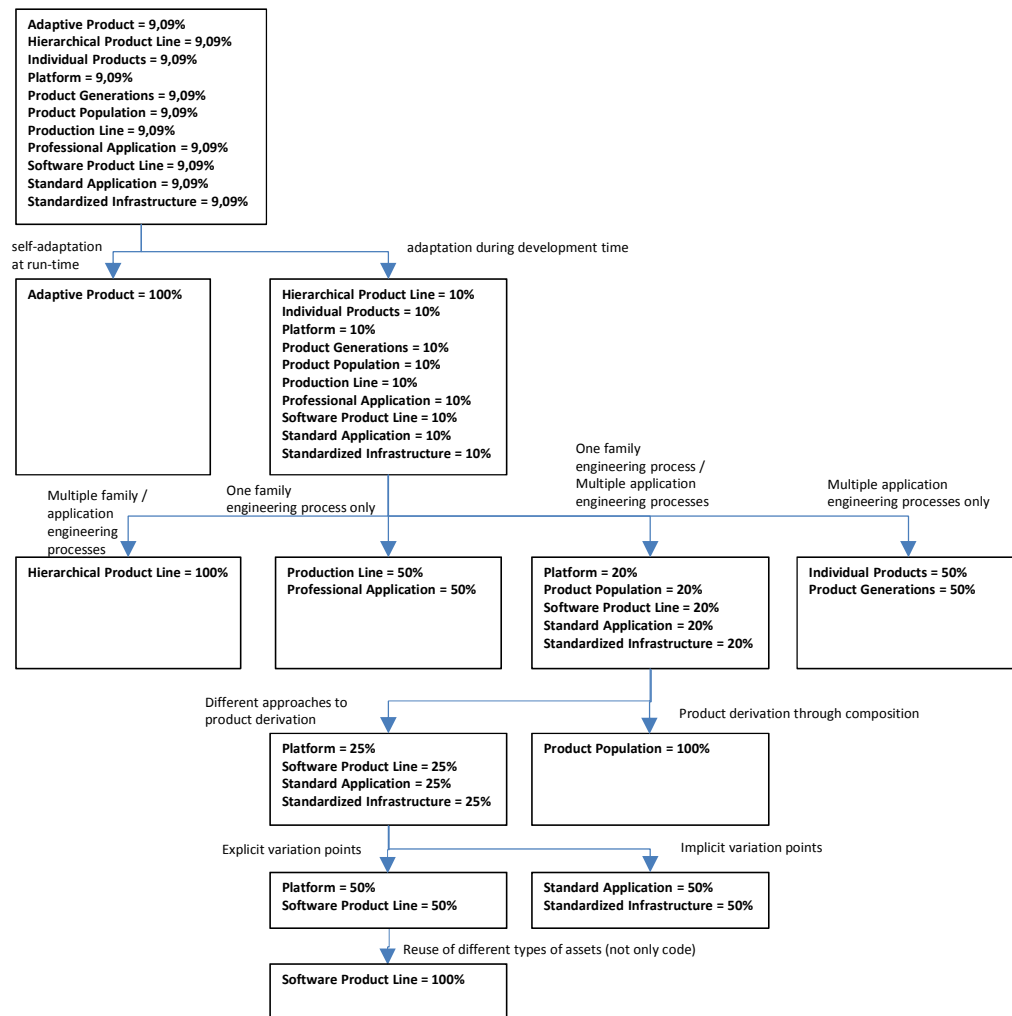 Adaptive Product = 9,09%
Hierarchical Product Line = 9,09%
Individual Products = 9,09%
Platform = 9,09%
Product Generations = 9,09%
Product Population = 9,09%
Production Line = 9,09%
Professional Application = 9,09%
Software Product Line = 9,09%
Standard Application = 9,09%
Standardized Infrastructure = 9,09%
self-adaptation
at run-time
adaptation during development time
Adaptive Product = 100%
Hierarchical Product Line = 10%
Individual Products = 10%
Platform = 10%
Product Generations = 10%
Product Population = 10%
Production Line = 10%
Professional Application = 10%
Software Product Line = 10%
Standard Application = 10%
Standardized Infrastructure = 10%
Multiple family /
application
engineering
processes
One family
engineering process only
One family
engineering process /
Multiple application
engineering processes
Multiple application
engineering processes only
Hierarchical Product Line = 100%
Production Line = 50%
Professional Application = 50%
Platform = 20%
Product Population = 20%
Software Product Line = 20%
Standard Application = 20%
Standardized Infrastructure = 20%
Individual Products = 50%
Product Generations = 50%
Different approaches to
product derivation
Product derivation through composition
Platform = 25%
Software Product Line = 25%
Standard Application = 25%
Standardized Infrastructure = 25%
Product Population = 100%
Explicit variation points
Implicit variation points
Platform = 50%
Software Product Line = 50%
Standard Application = 50%
Standardized Infrastructure = 50%
Reuse of different types of assets (not only code)
Software Product Line = 100%